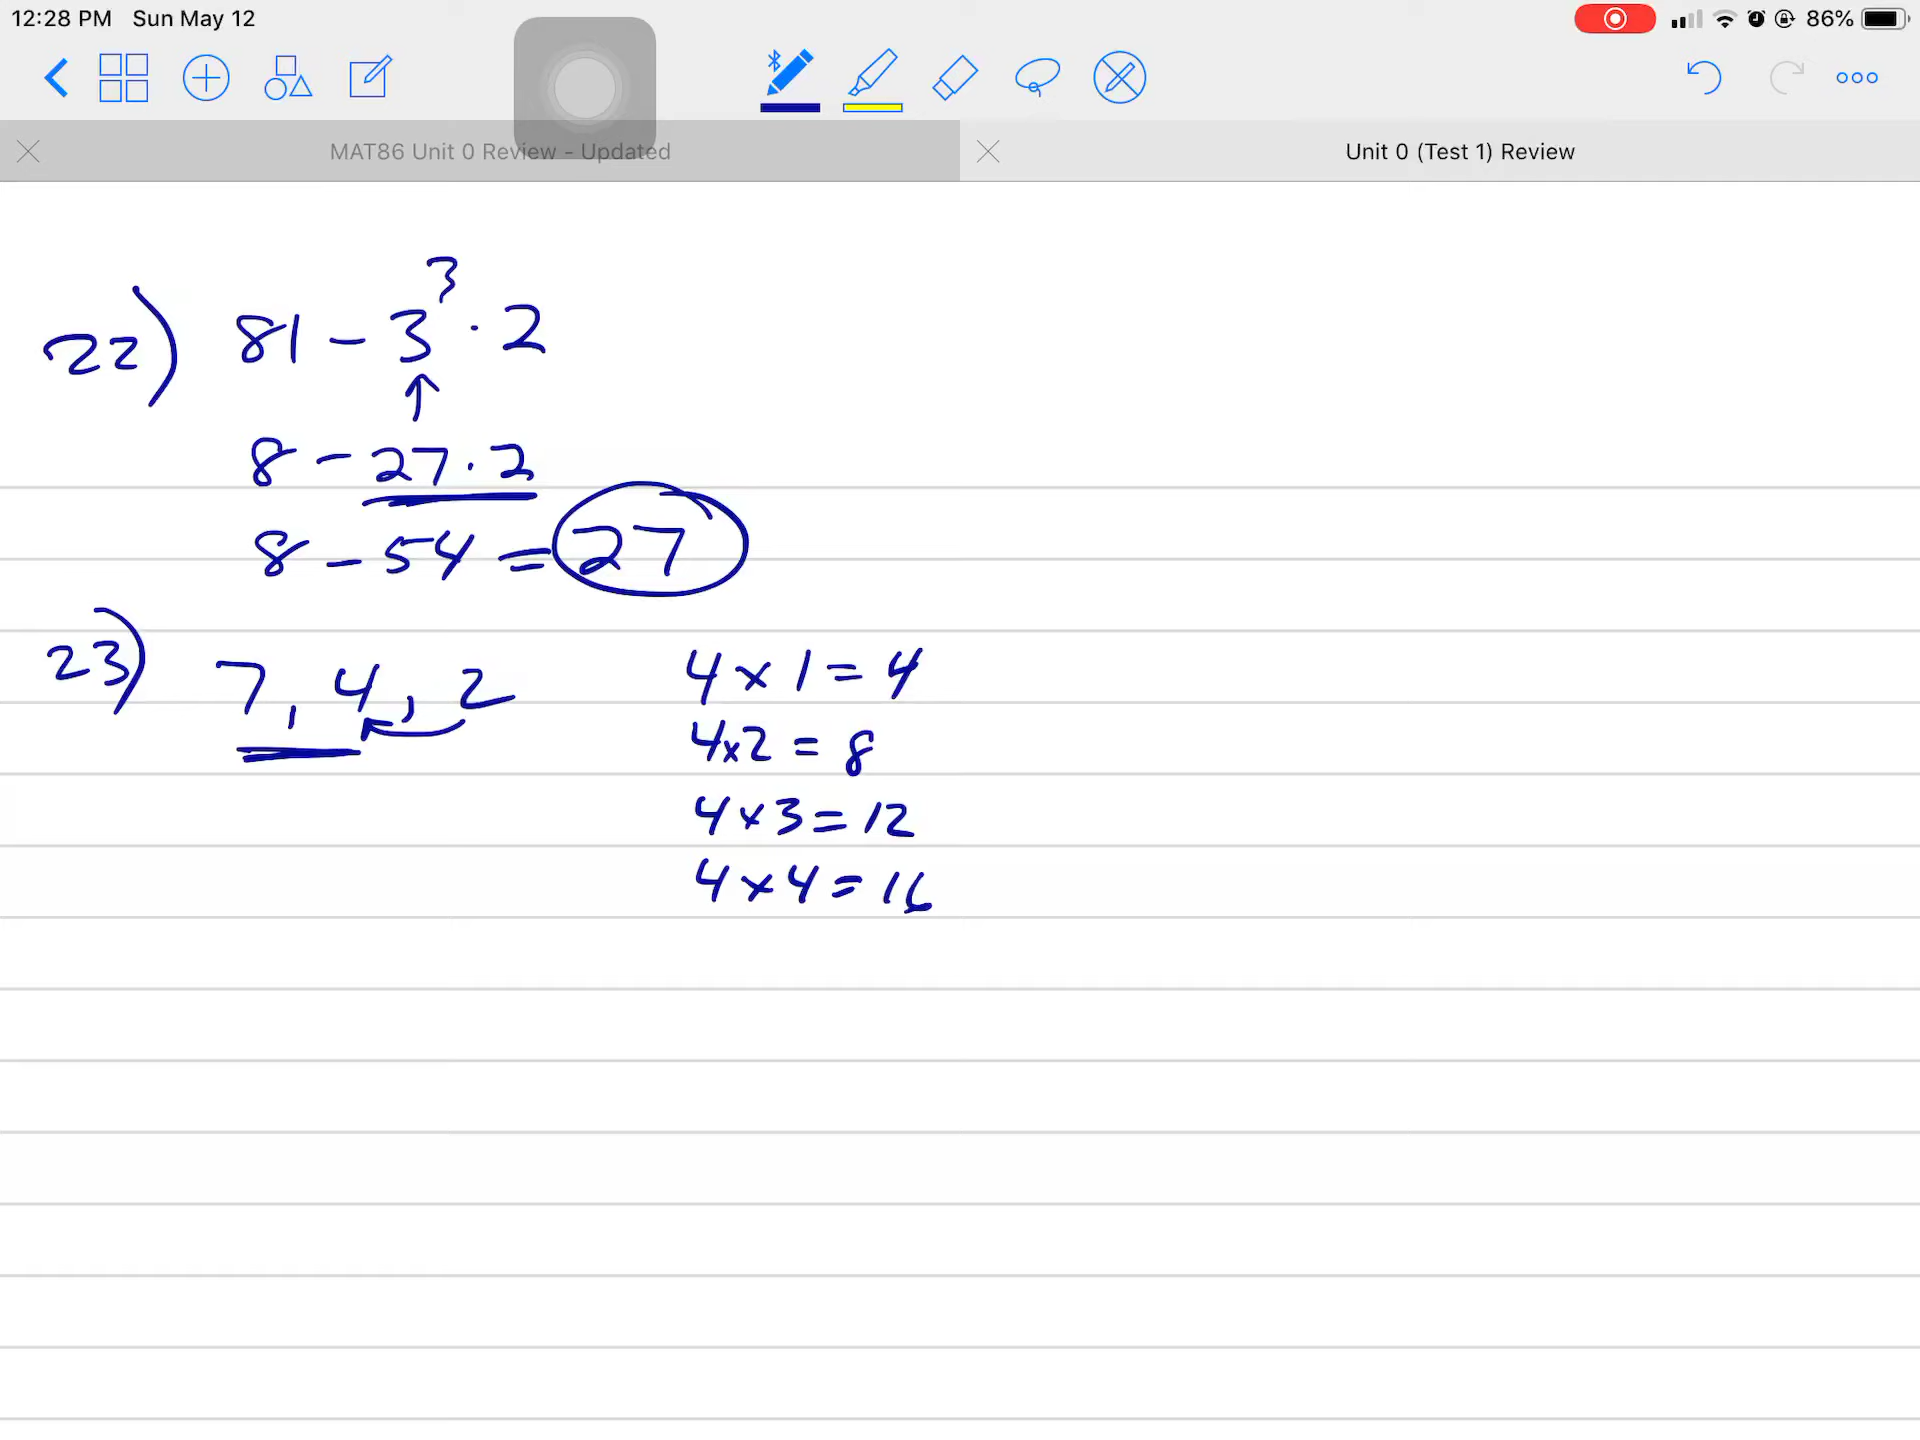 12:28 PM Sun May 12
86%
MAT86 Unit 0 Review - Updated
Unit 0 (Test 1) Review
22) 81 - 3³ · 2
8 - 27 · 2
8 - 54 = 27
23) 7, 4, 2
4 × 1 = 4
4 × 2 = 8
4 × 3 = 12
4 × 4 = 16